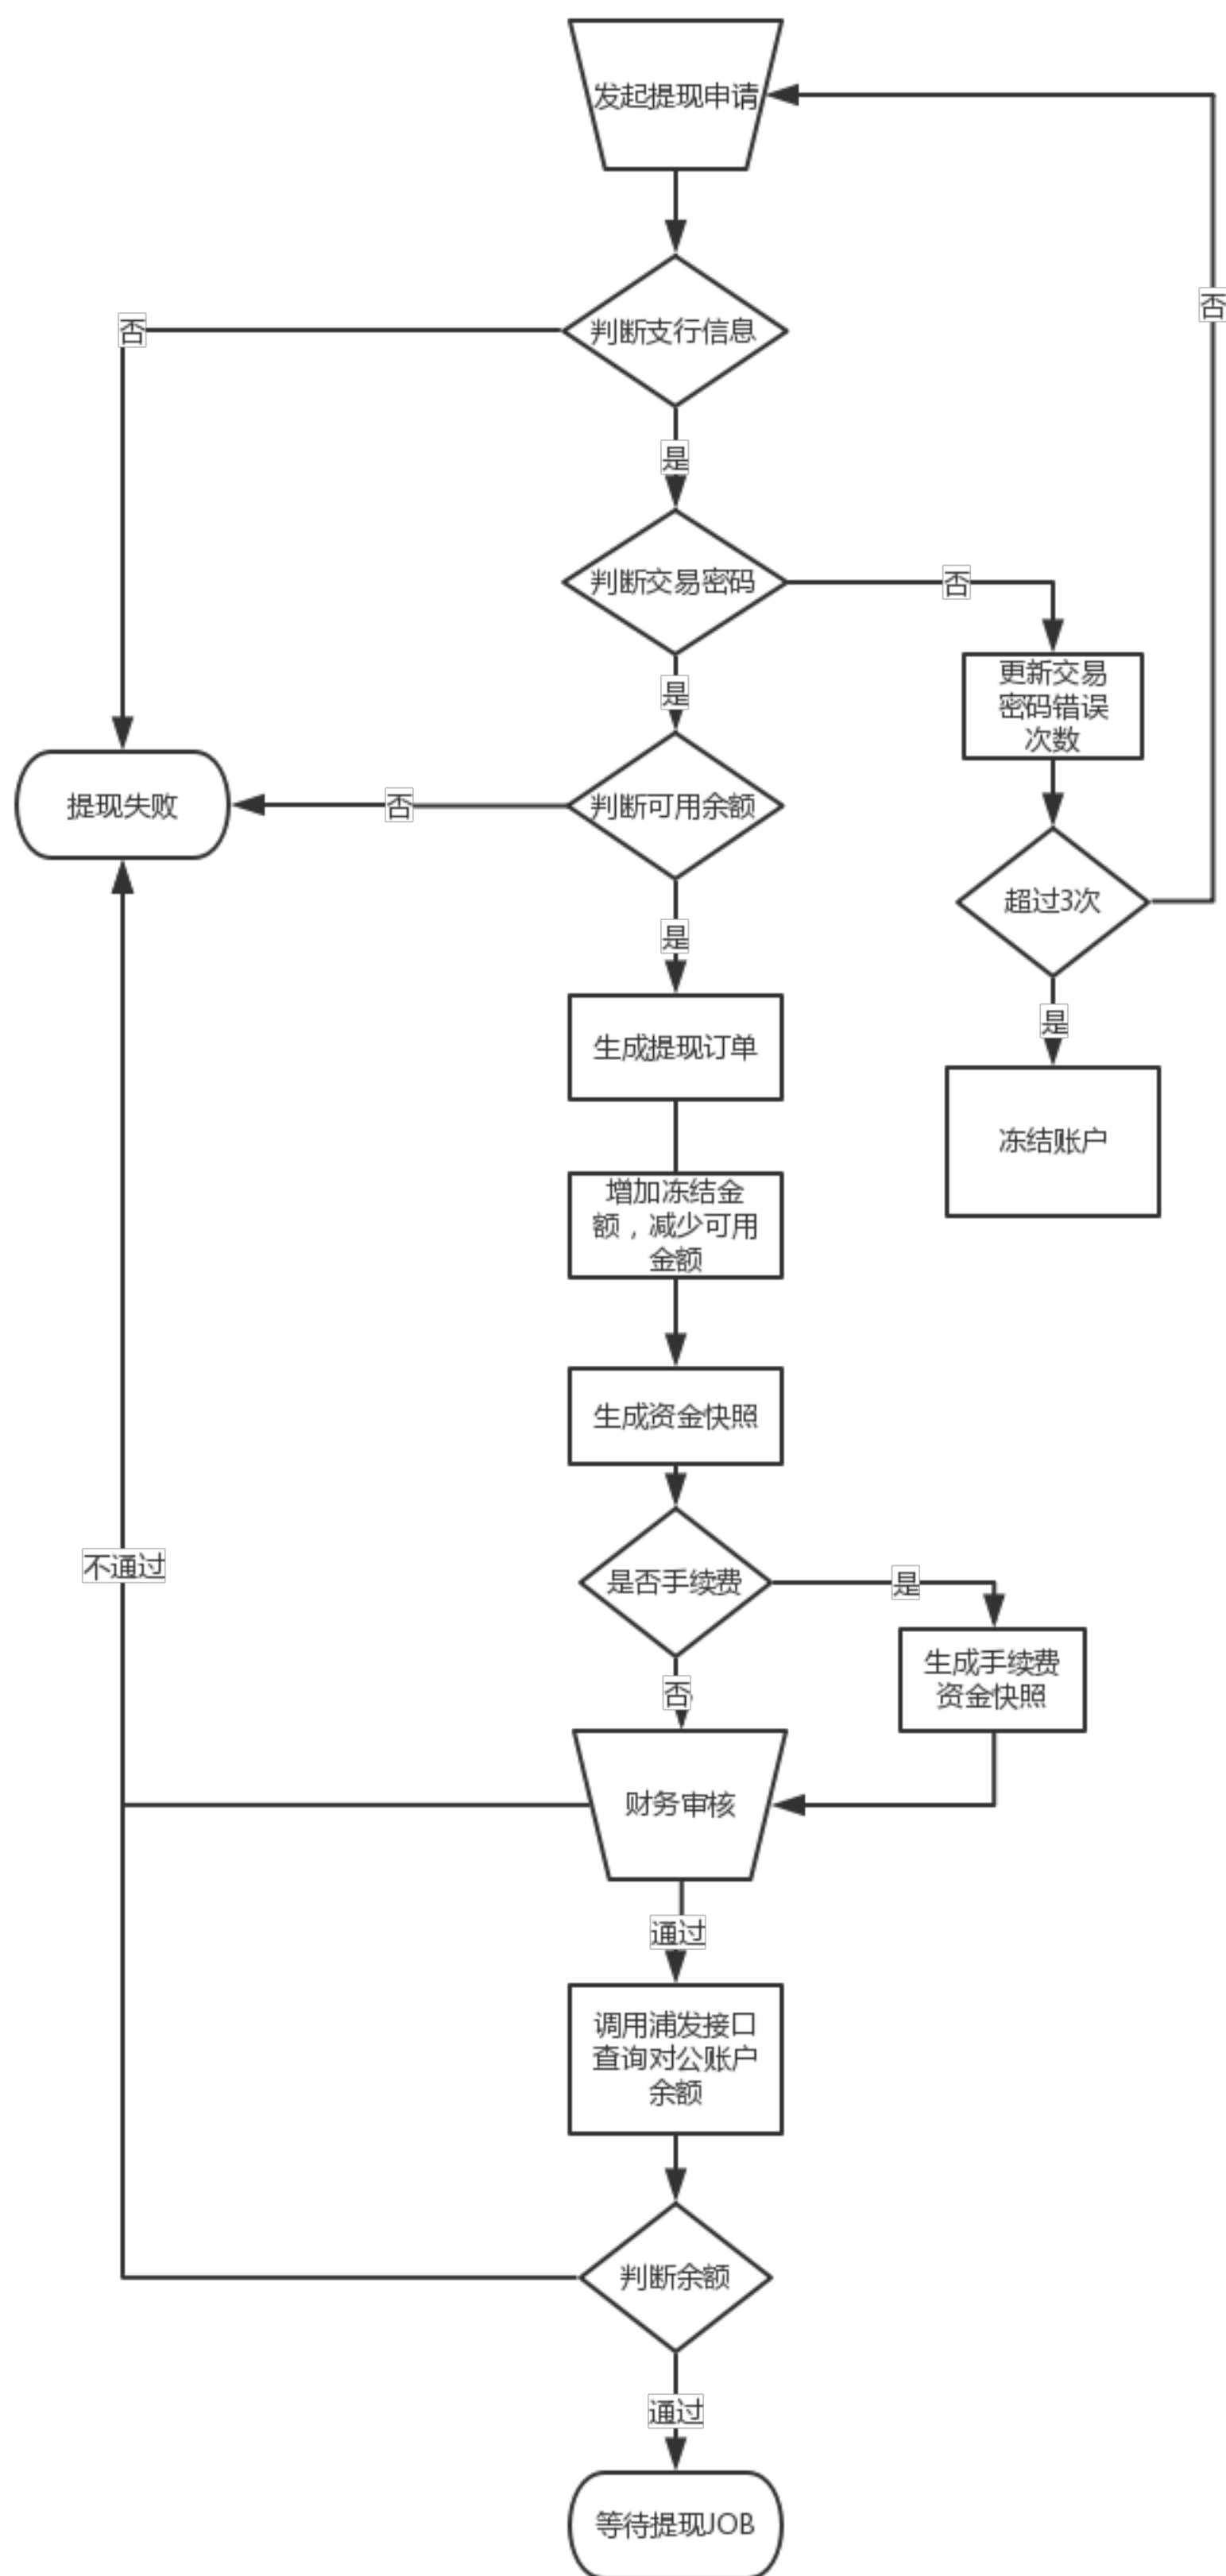 发起提现申请
否
判断支行信息
否
是
判断交易密码
否
更新交易
密码错误
次数
是
提现失败
否
判断可用余额
超过3次
是
是
生成提现订单
冻结账户
增加冻结金
额，减少可用
金额
生成资金快照
不通过
是否手续费
是
生成手续费
资金快照
否
财务审核
通过
调用浦发接口
查询对公账户
余额
判断余额
通过
等待提现JOB